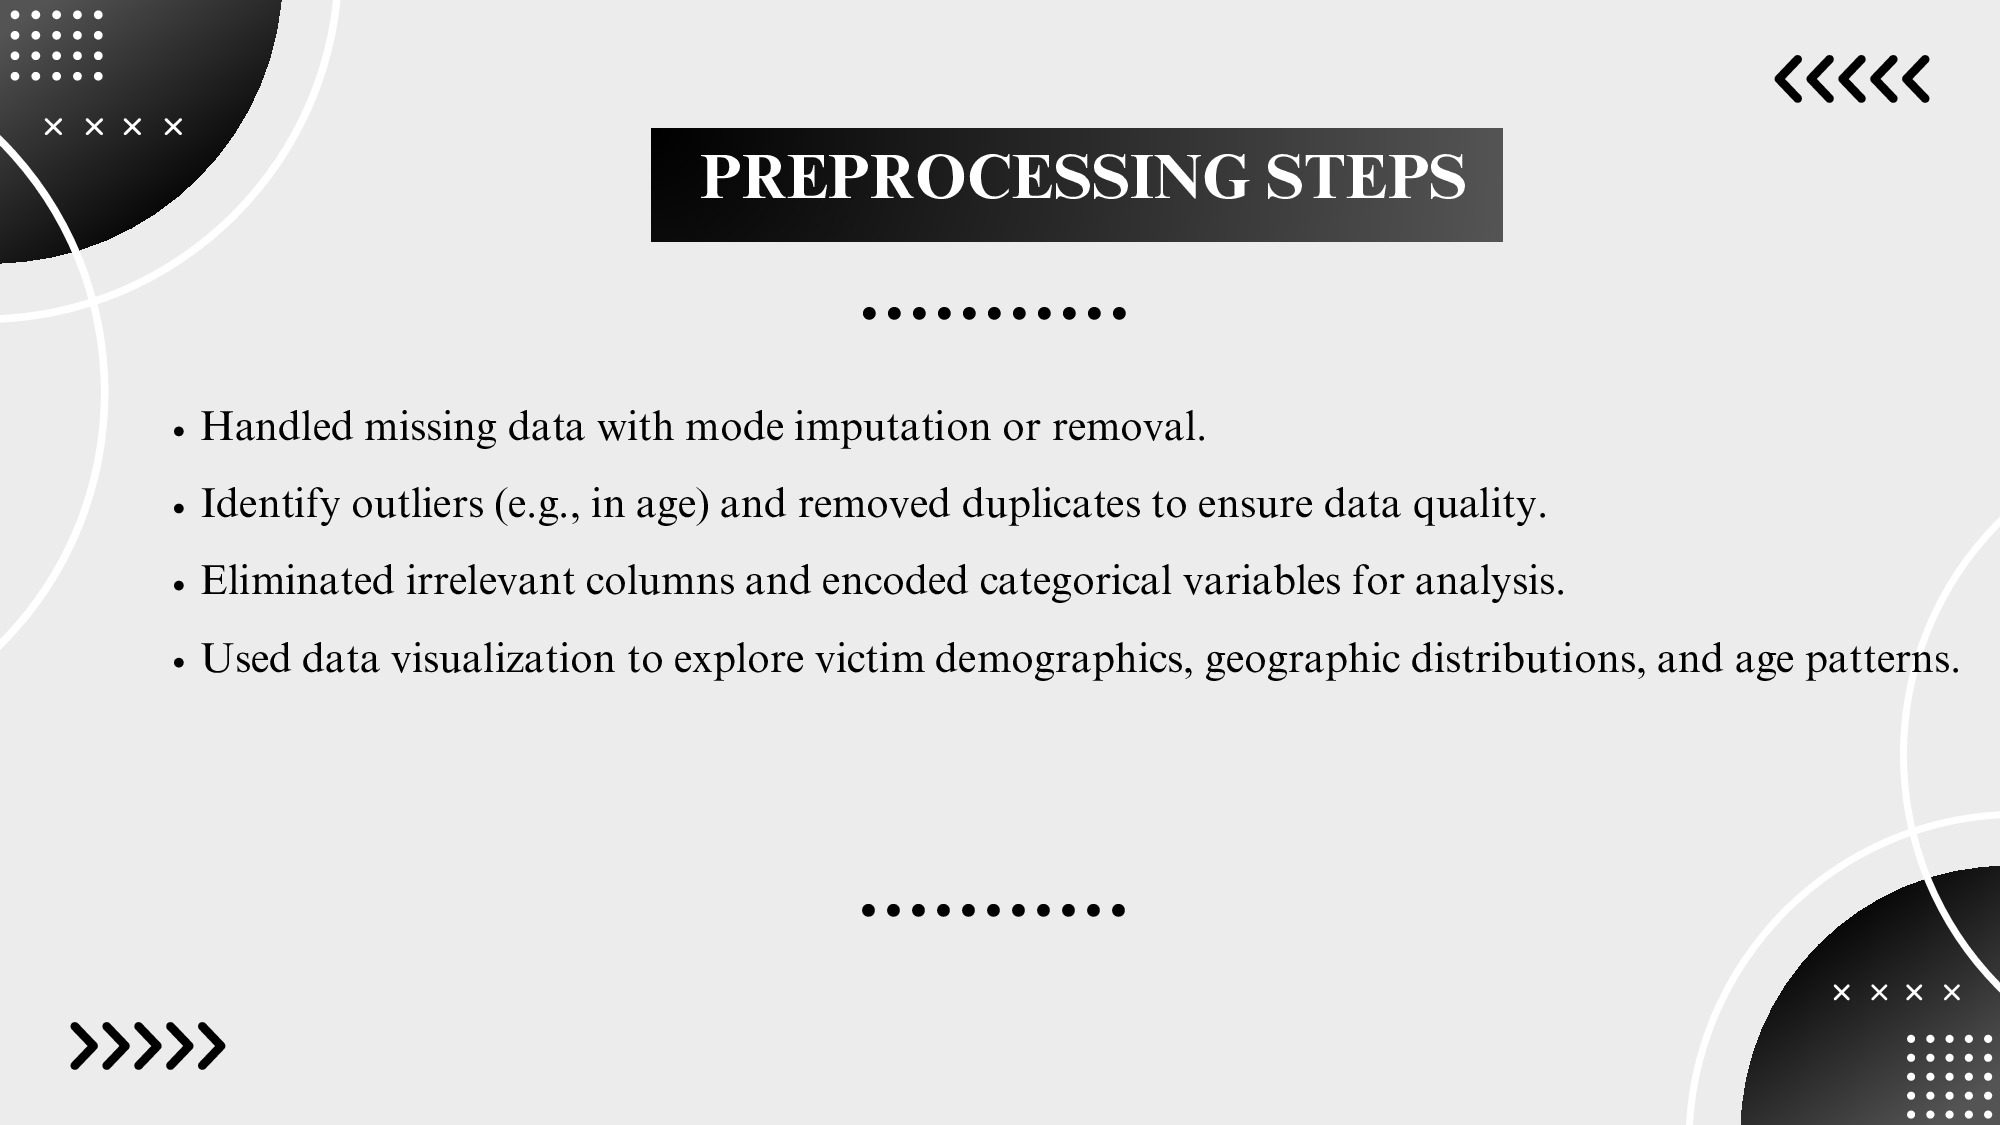 PREPROCESSING STEPS
• Handled missing data with mode imputation or removal.
• Identify outliers (e.g., in age) and removed duplicates to ensure data quality.
• Eliminated irrelevant columns and encoded categorical variables for analysis.
• Used data visualization to explore victim demographics, geographic distributions, and age patterns.